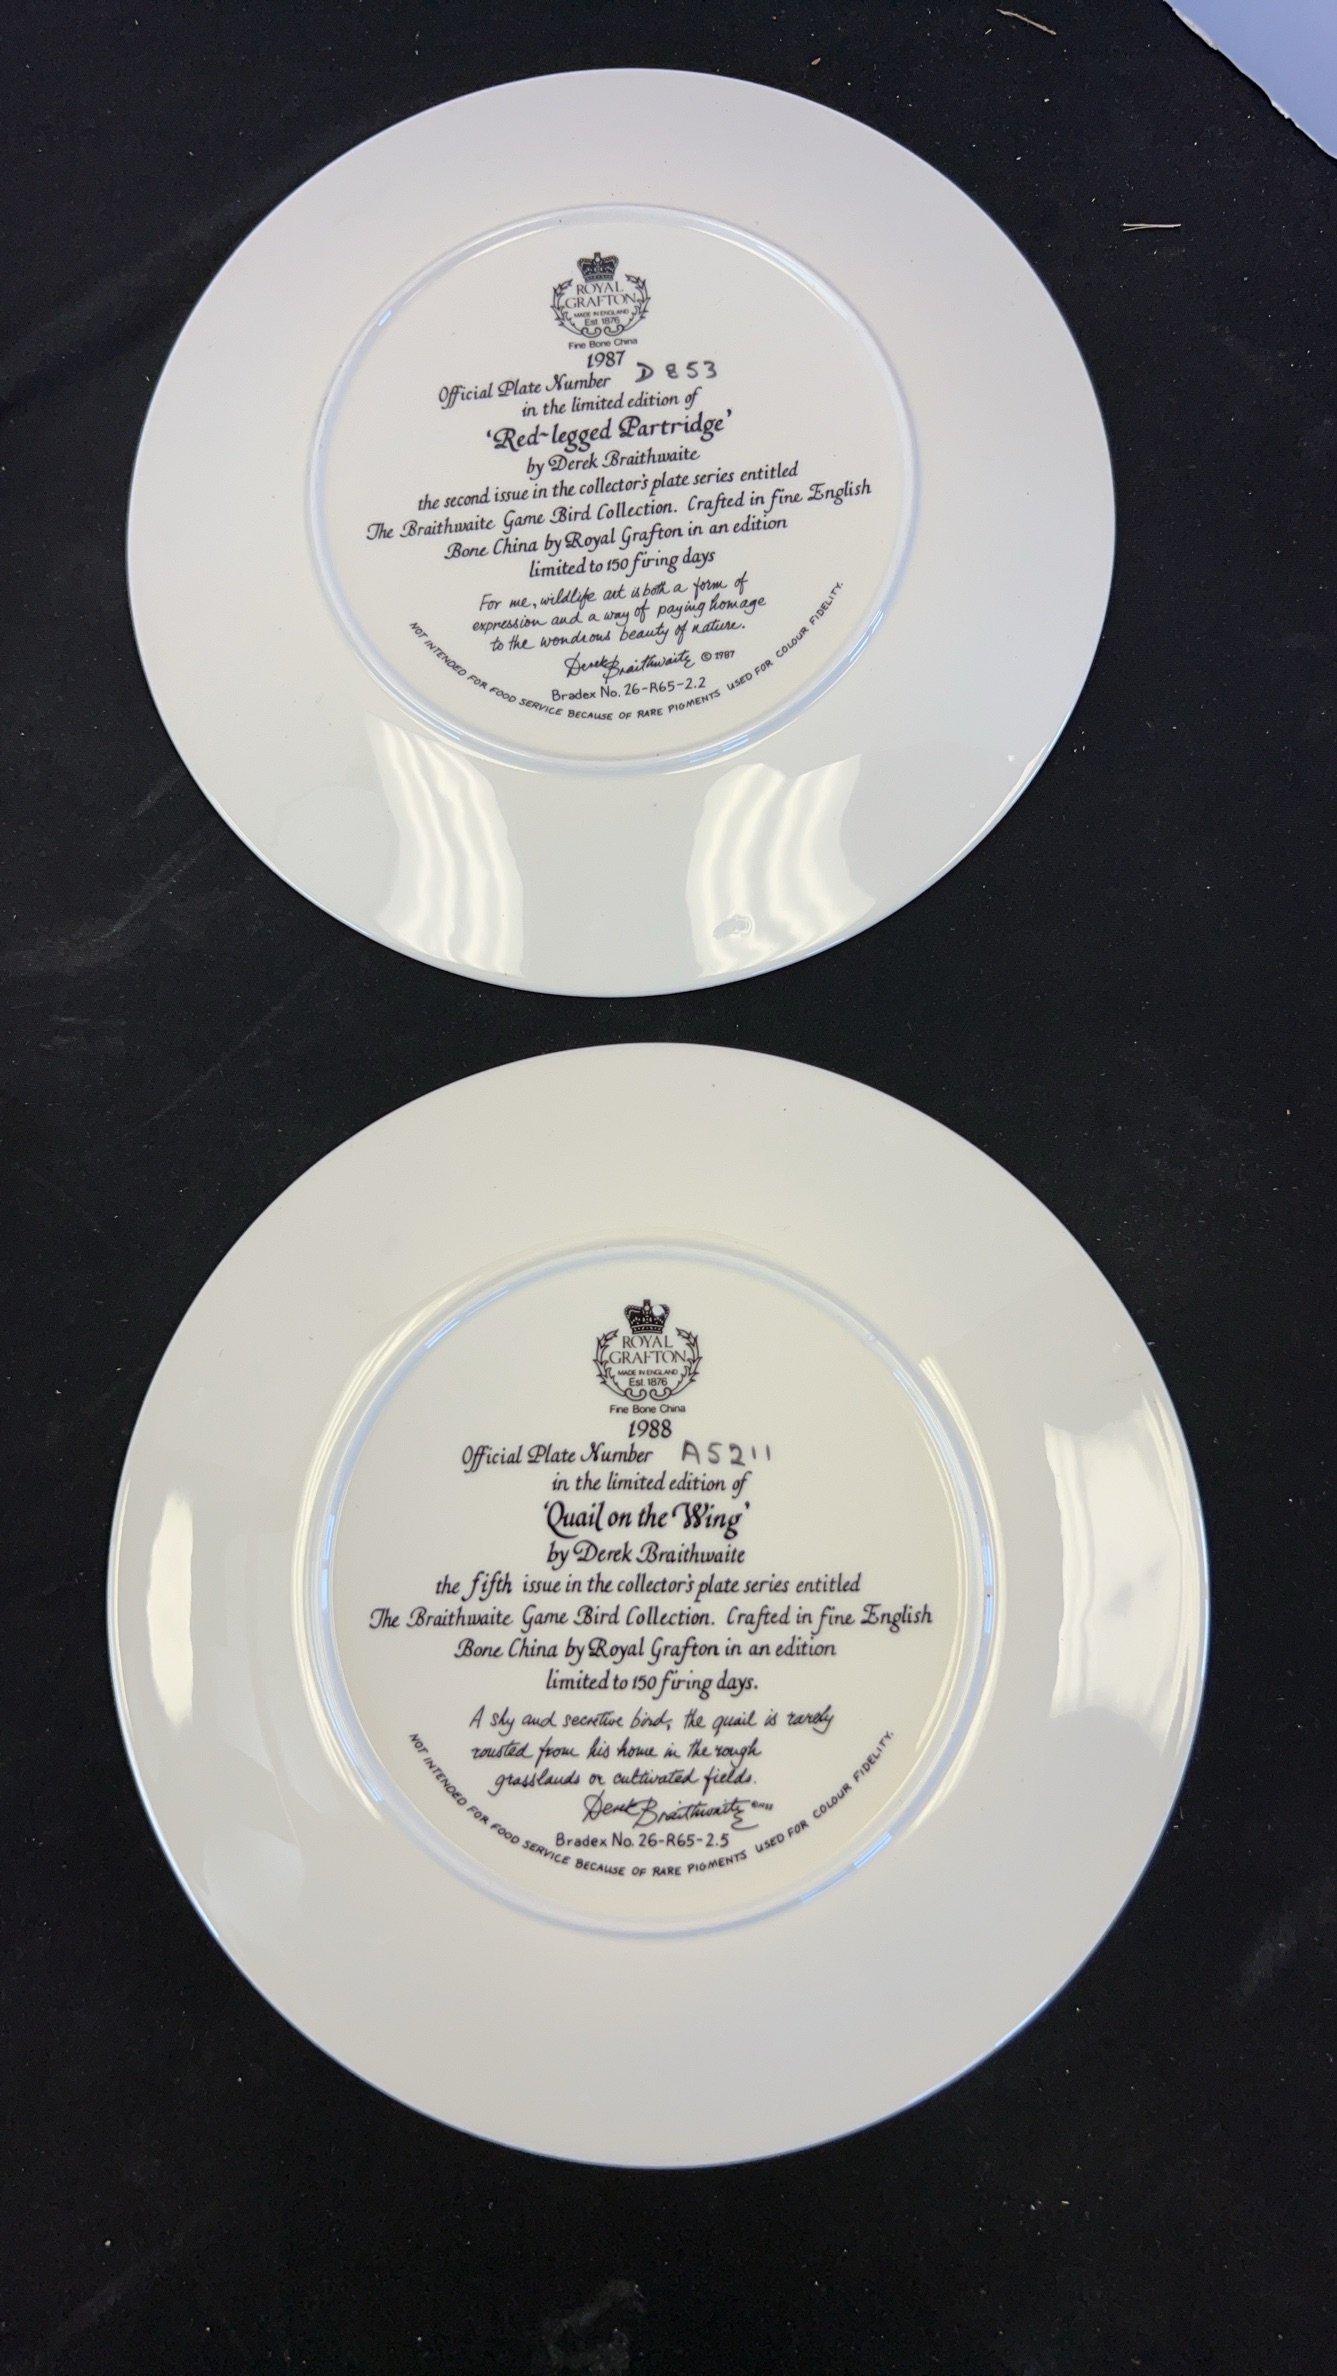 ROYAL
GRAFTON
MADE IN ENGLAND
Est 1876
Fine Bone China
1987
Official Plate Number D 853
in the limited edition of
'Red-legged Partridge'
by Derek Braithwaite
the second issue in the collector's plate series entitled
The Braithwaite Game Bird Collection. Crafted in fine English
Bone China by Royal Grafton in an edition
limited to 150 firing days
For me, wildlife art is both a form of
expression and a way of paying homage
to the wondrous beauty of nature.
Derek Braithwaite © 1987
Bradex No. 26-R65-2.2
NOT INTENDED FOR FOOD SERVICE BECAUSE OF RARE PIGMENTS USED FOR COLOUR FIDELITY.
ROYAL
GRAFTON
MADE IN ENGLAND
Est. 1876
Fine Bone China
1988
Official Plate Number A5211
in the limited edition of
'Quail on the Wing'
by Derek Braithwaite
the fifth issue in the collector's plate series entitled
The Braithwaite Game Bird Collection. Crafted in fine English
Bone China by Royal Grafton in an edition
limited to 150 firing days.
A shy and secretive bird, the quail is rarely
rousted from his home in the rough
grasslands or cultivated fields.
Derek Braithwaite
Bradex No. 26-R65-2.5
NOT INTENDED FOR FOOD SERVICE BECAUSE OF RARE PIGMENTS USED FOR COLOUR FIDELITY.